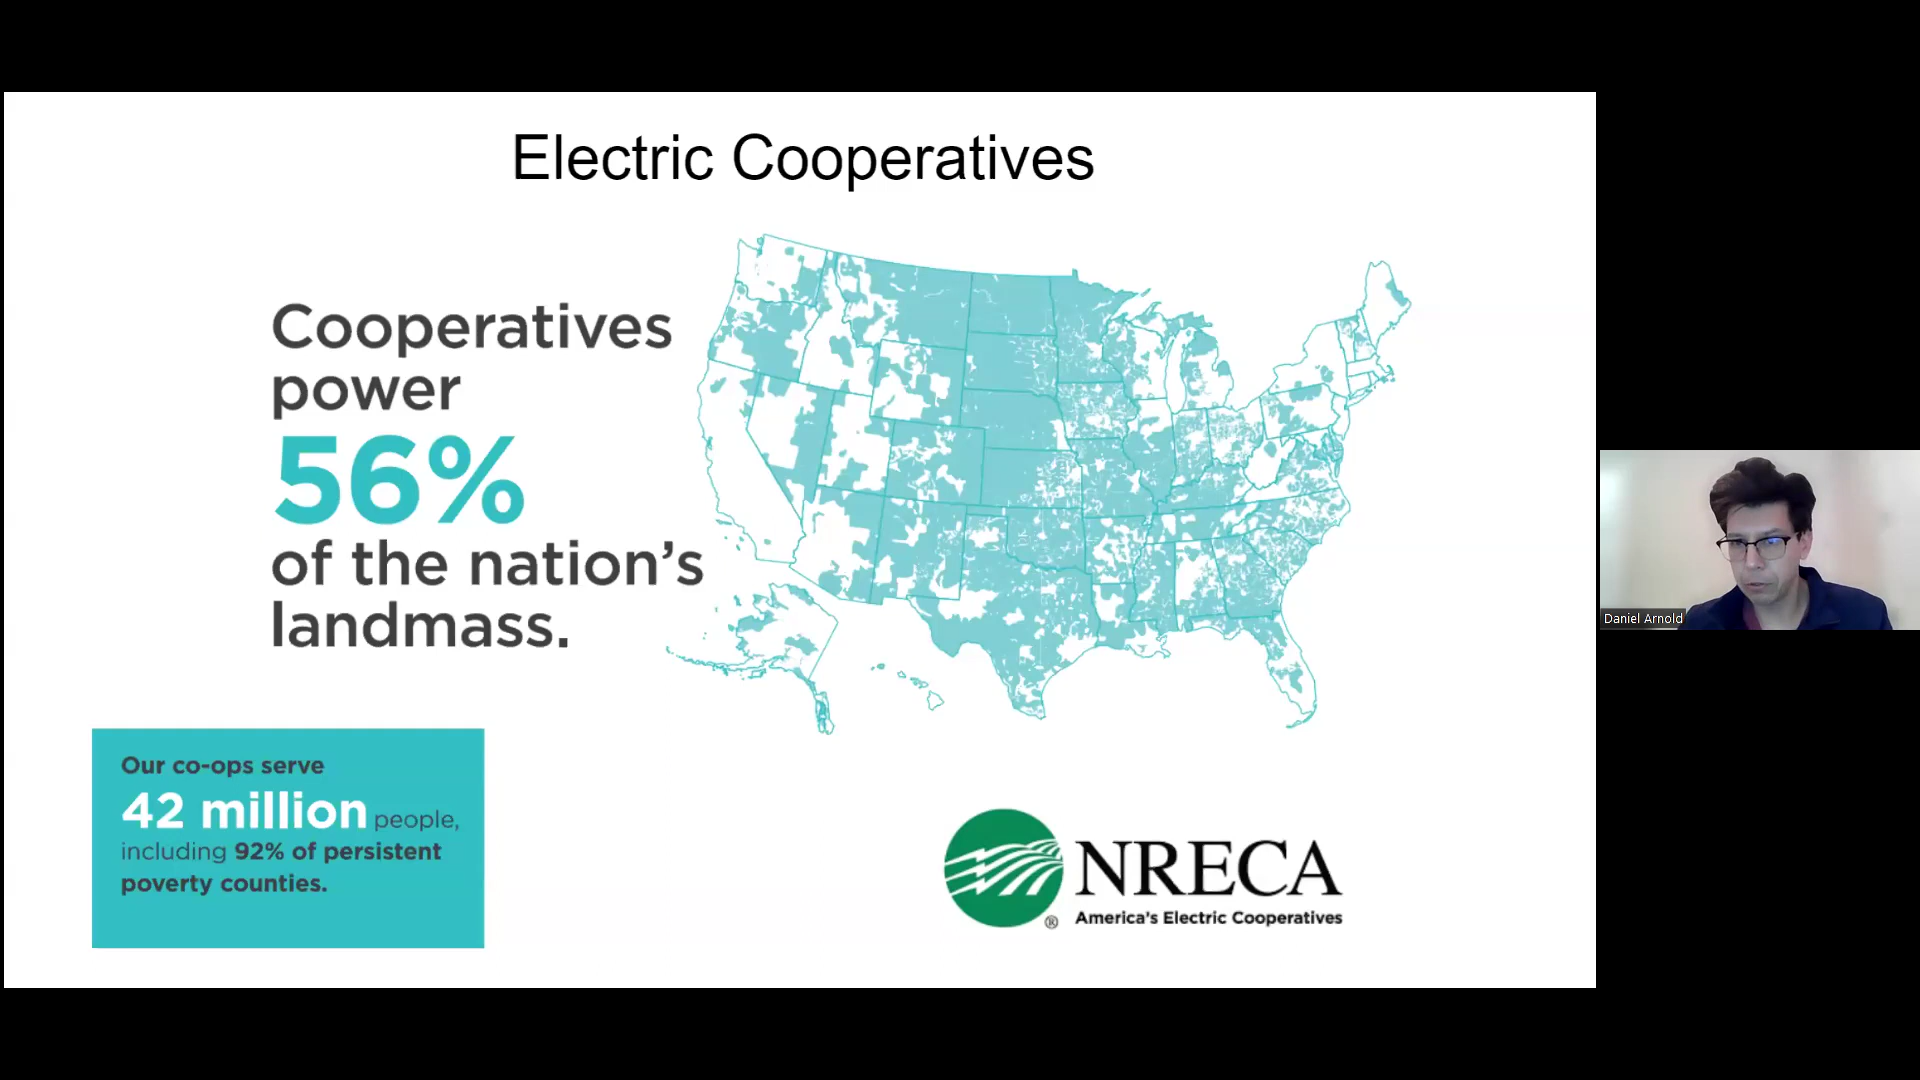 Electric Cooperatives
Cooperatives
power
56%
of the nation's
landmass.
Our co-ops serve
42 million people,
including 92% of persistent
poverty counties.
NRECA
®
America's Electric Cooperatives
Daniel Arnold